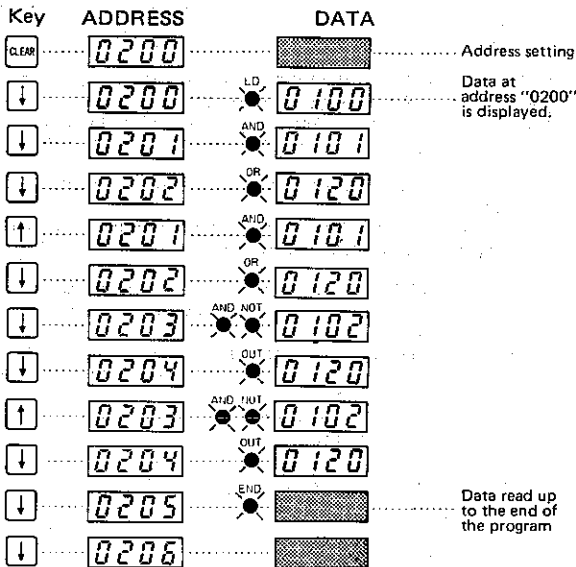 Key ADDRESS DATA
CLEAR 0200 Address setting
↓ 0200 LD 0100 Data at address "0200" is displayed.
↓ 0201 AND 0101
↓ 0202 OR 0120
↑ 0201 AND 0101
↓ 0202 OR 0120
↓ 0203 AND NOT 0102
↓ 0204 OUT 0120
↑ 0203 AND NOT 0102
↓ 0204 OUT 0120
↓ 0205 END Data read up to the end of the program
↓ 0206